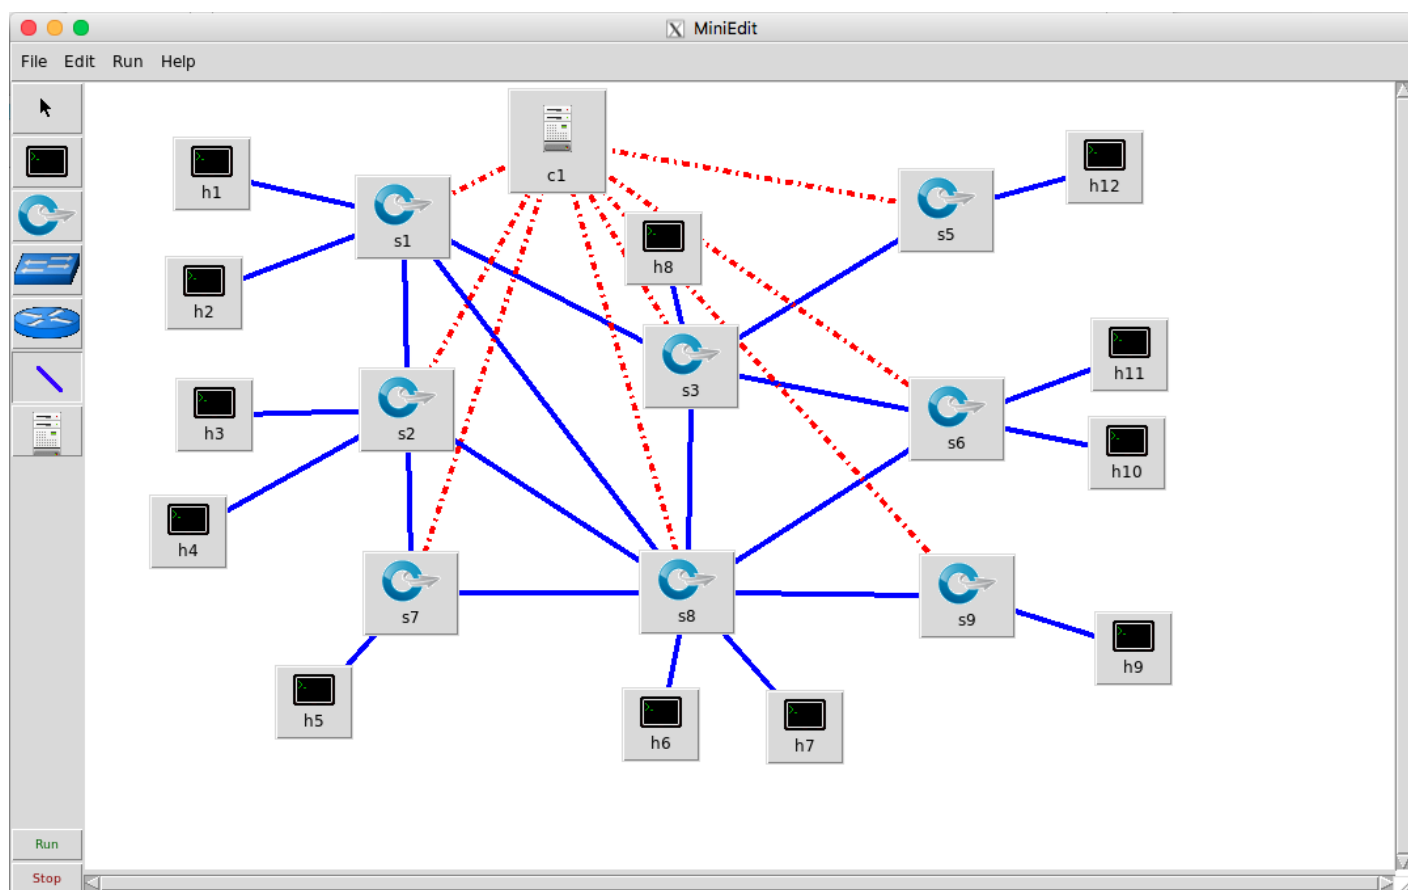 MiniEdit
File Edit Run Help
c1
h1
h12
s1
s5
h8
h2
h11
s3
h3
s2
s6
h10
h4
s7
s8
s9
h9
h5
h6
h7
Run
Stop